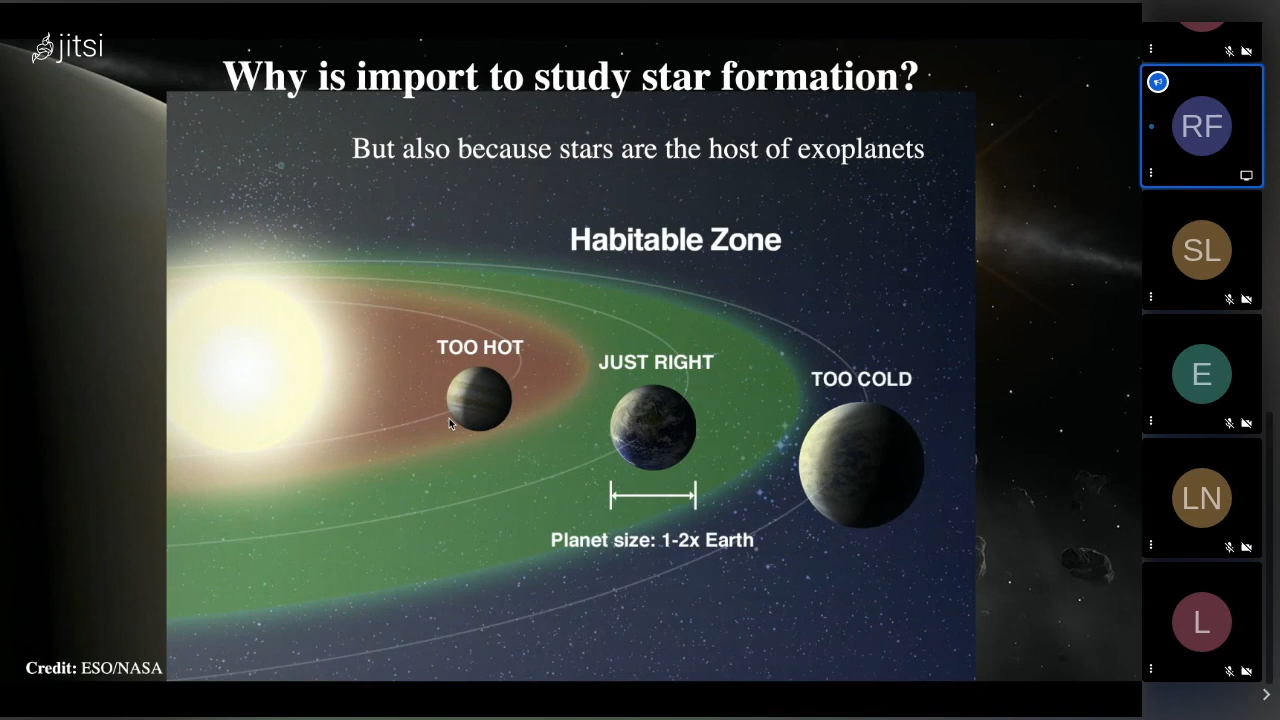 jitsi
Why is import to study star formation?
But also because stars are the host of exoplanets
Habitable Zone
TOO HOT
JUST RIGHT
TOO COLD
Planet size: 1-2x Earth
Credit: ESO/NASA
RF
SL
E
LN
L